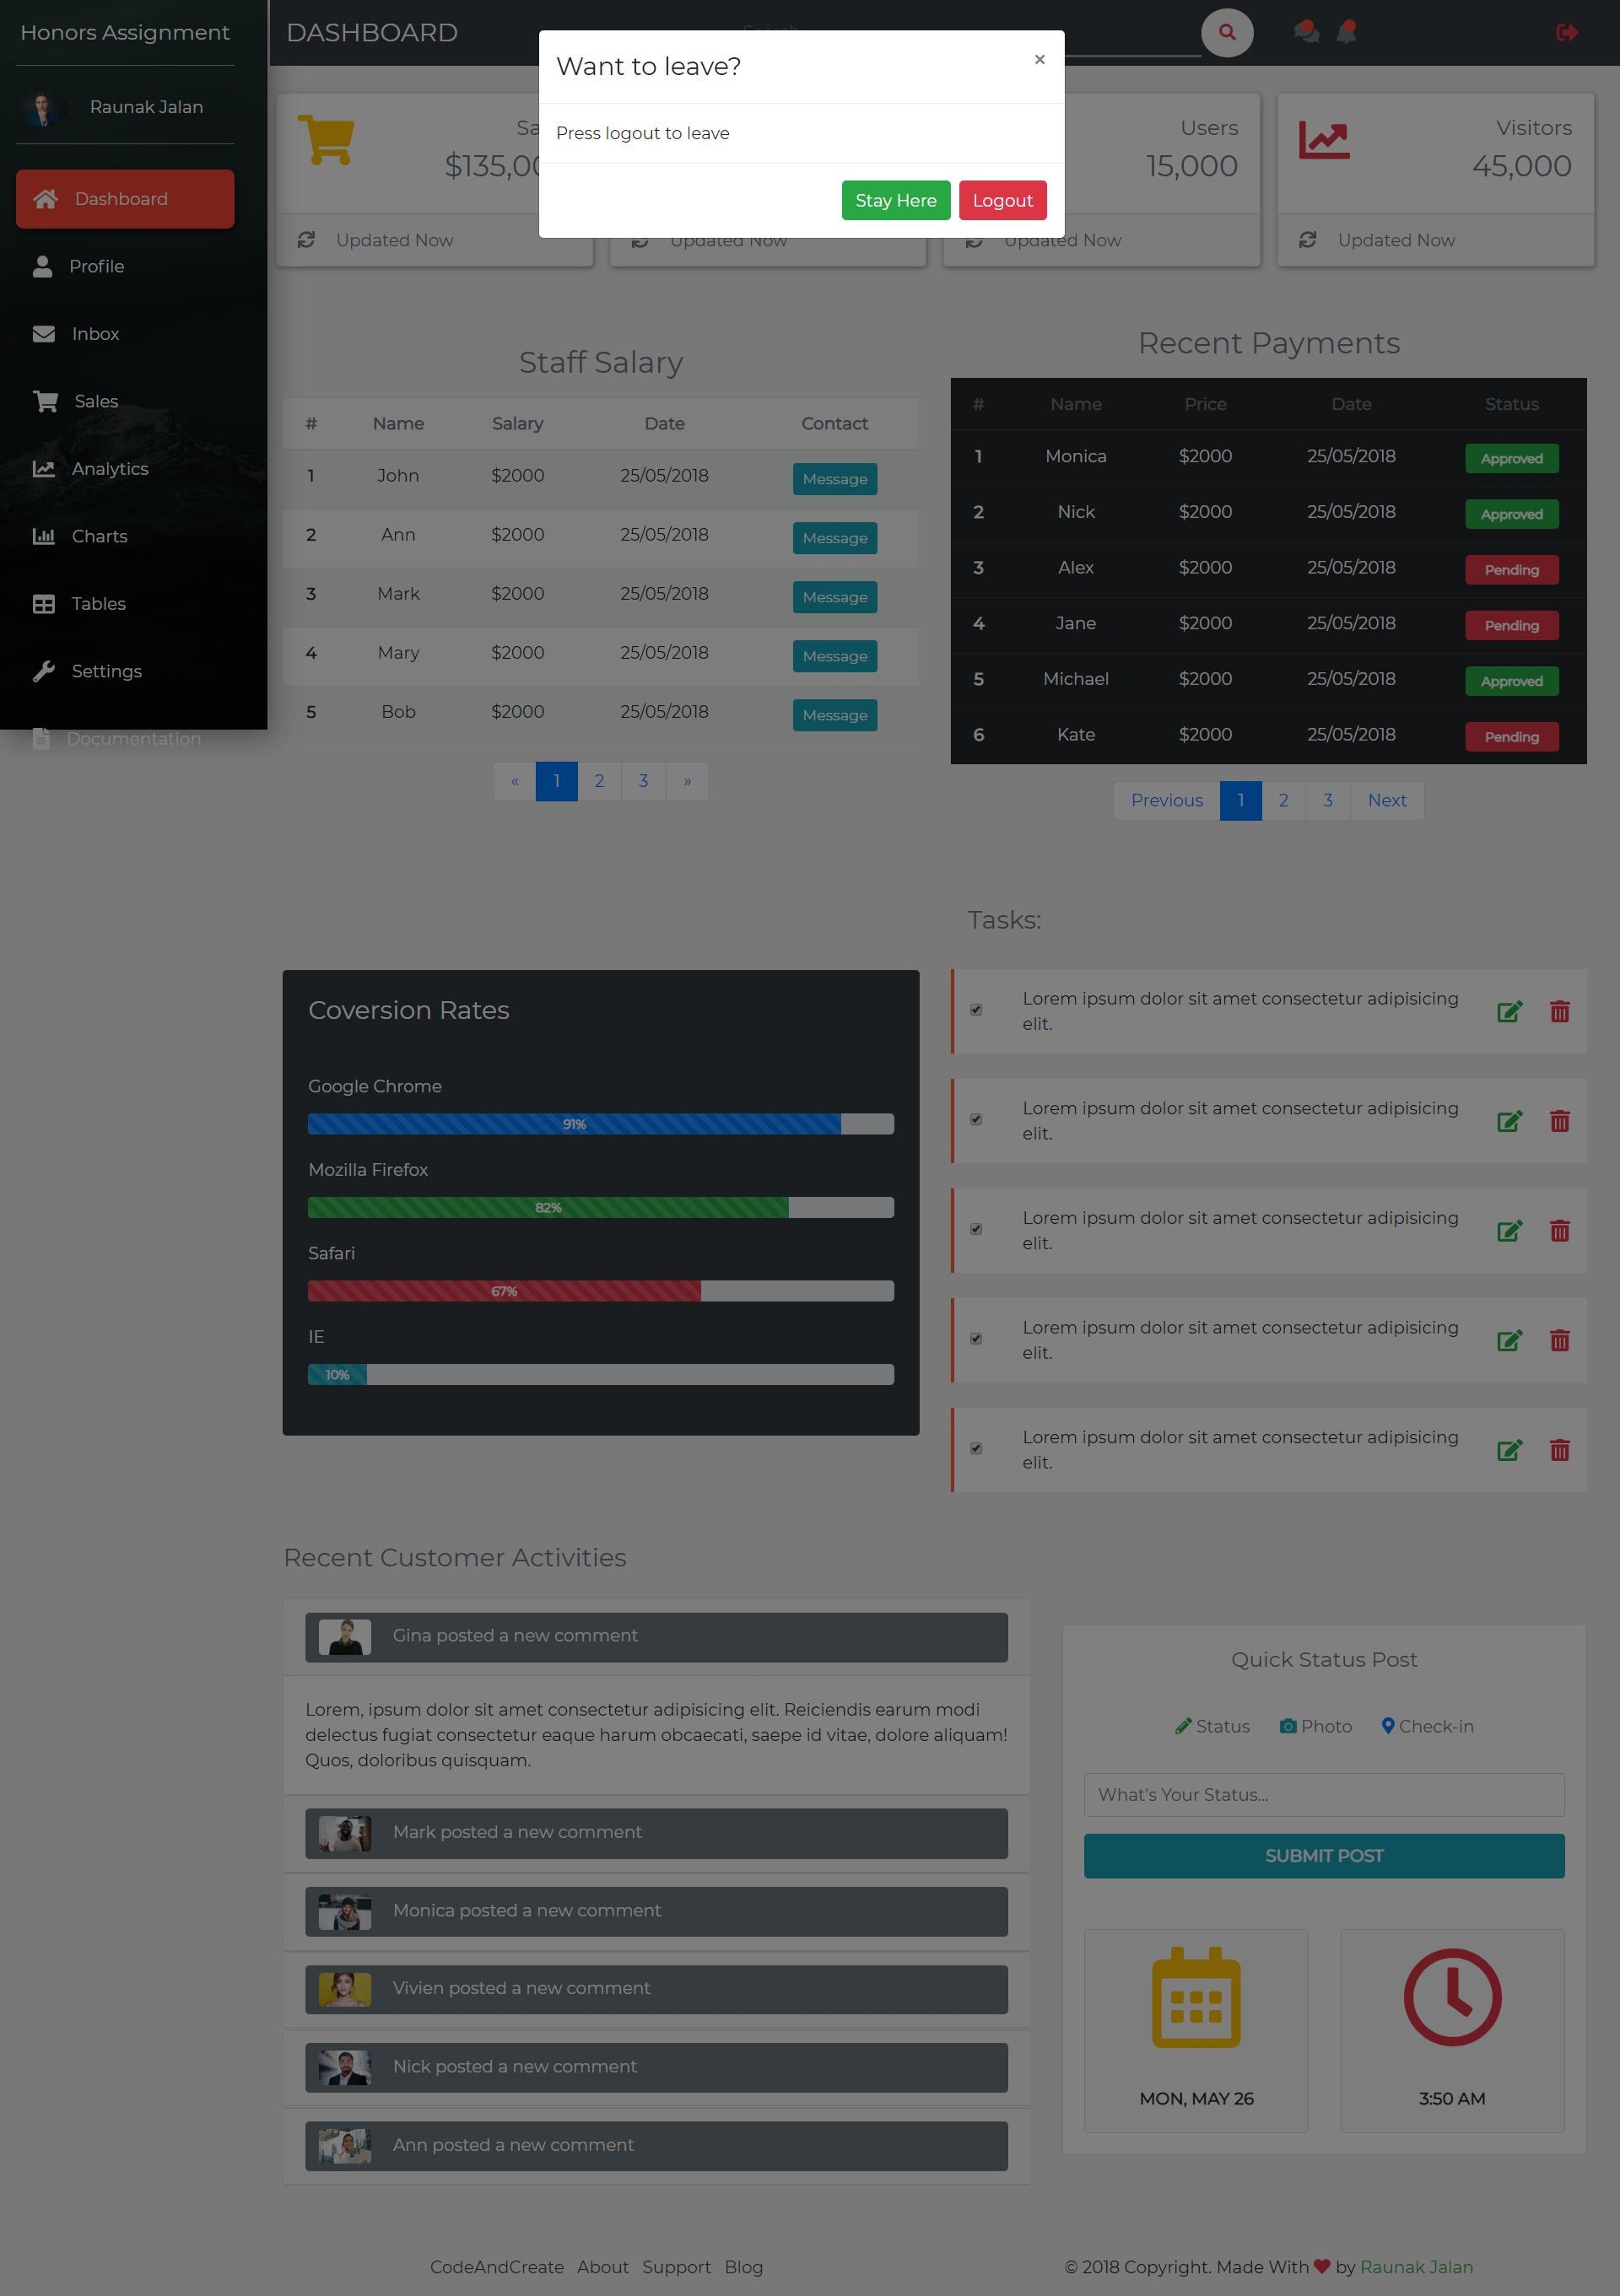 Honors Assignment
DASHBOARD
Raunak Jalan
Dashboard
Profile
Inbox
Sales
Analytics
Charts
Tables
Settings
Documentation
Want to leave?
×
Press logout to leave
Stay Here Logout
$135,00
Users
15,000
Visitors
45,000
Updated Now
Updated Now
Updated Now
Updated Now
Staff Salary
# Name Salary Date Contact
1 John $2000 25/05/2018 Message
2 Ann $2000 25/05/2018 Message
3 Mark $2000 25/05/2018 Message
4 Mary $2000 25/05/2018 Message
5 Bob $2000 25/05/2018 Message
« 1 2 3 »
Recent Payments
# Name Price Date Status
1 Monica $2000 25/05/2018 Approved
2 Nick $2000 25/05/2018 Approved
3 Alex $2000 25/05/2018 Pending
4 Jane $2000 25/05/2018 Pending
5 Michael $2000 25/05/2018 Approved
6 Kate $2000 25/05/2018 Pending
Previous 1 2 3 Next
Coversion Rates
Google Chrome
91%
Mozilla Firefox
82%
Safari
67%
IE
10%
Tasks:
Lorem ipsum dolor sit amet consectetur adipisicing
elit.
Lorem ipsum dolor sit amet consectetur adipisicing
elit.
Lorem ipsum dolor sit amet consectetur adipisicing
elit.
Lorem ipsum dolor sit amet consectetur adipisicing
elit.
Lorem ipsum dolor sit amet consectetur adipisicing
elit.
Recent Customer Activities
Gina posted a new comment
Lorem, ipsum dolor sit amet consectetur adipisicing elit. Reiciendis earum modi
delectus fugiat consectetur eaque harum obcaecati, saepe id vitae, dolore aliquam!
Quos, doloribus quisquam.
Mark posted a new comment
Monica posted a new comment
Vivien posted a new comment
Nick posted a new comment
Ann posted a new comment
Quick Status Post
Status Photo Check-in
What's Your Status...
SUBMIT POST
MON, MAY 26
3:50 AM
CodeAndCreate About Support Blog
© 2018 Copyright. Made With by Raunak Jalan